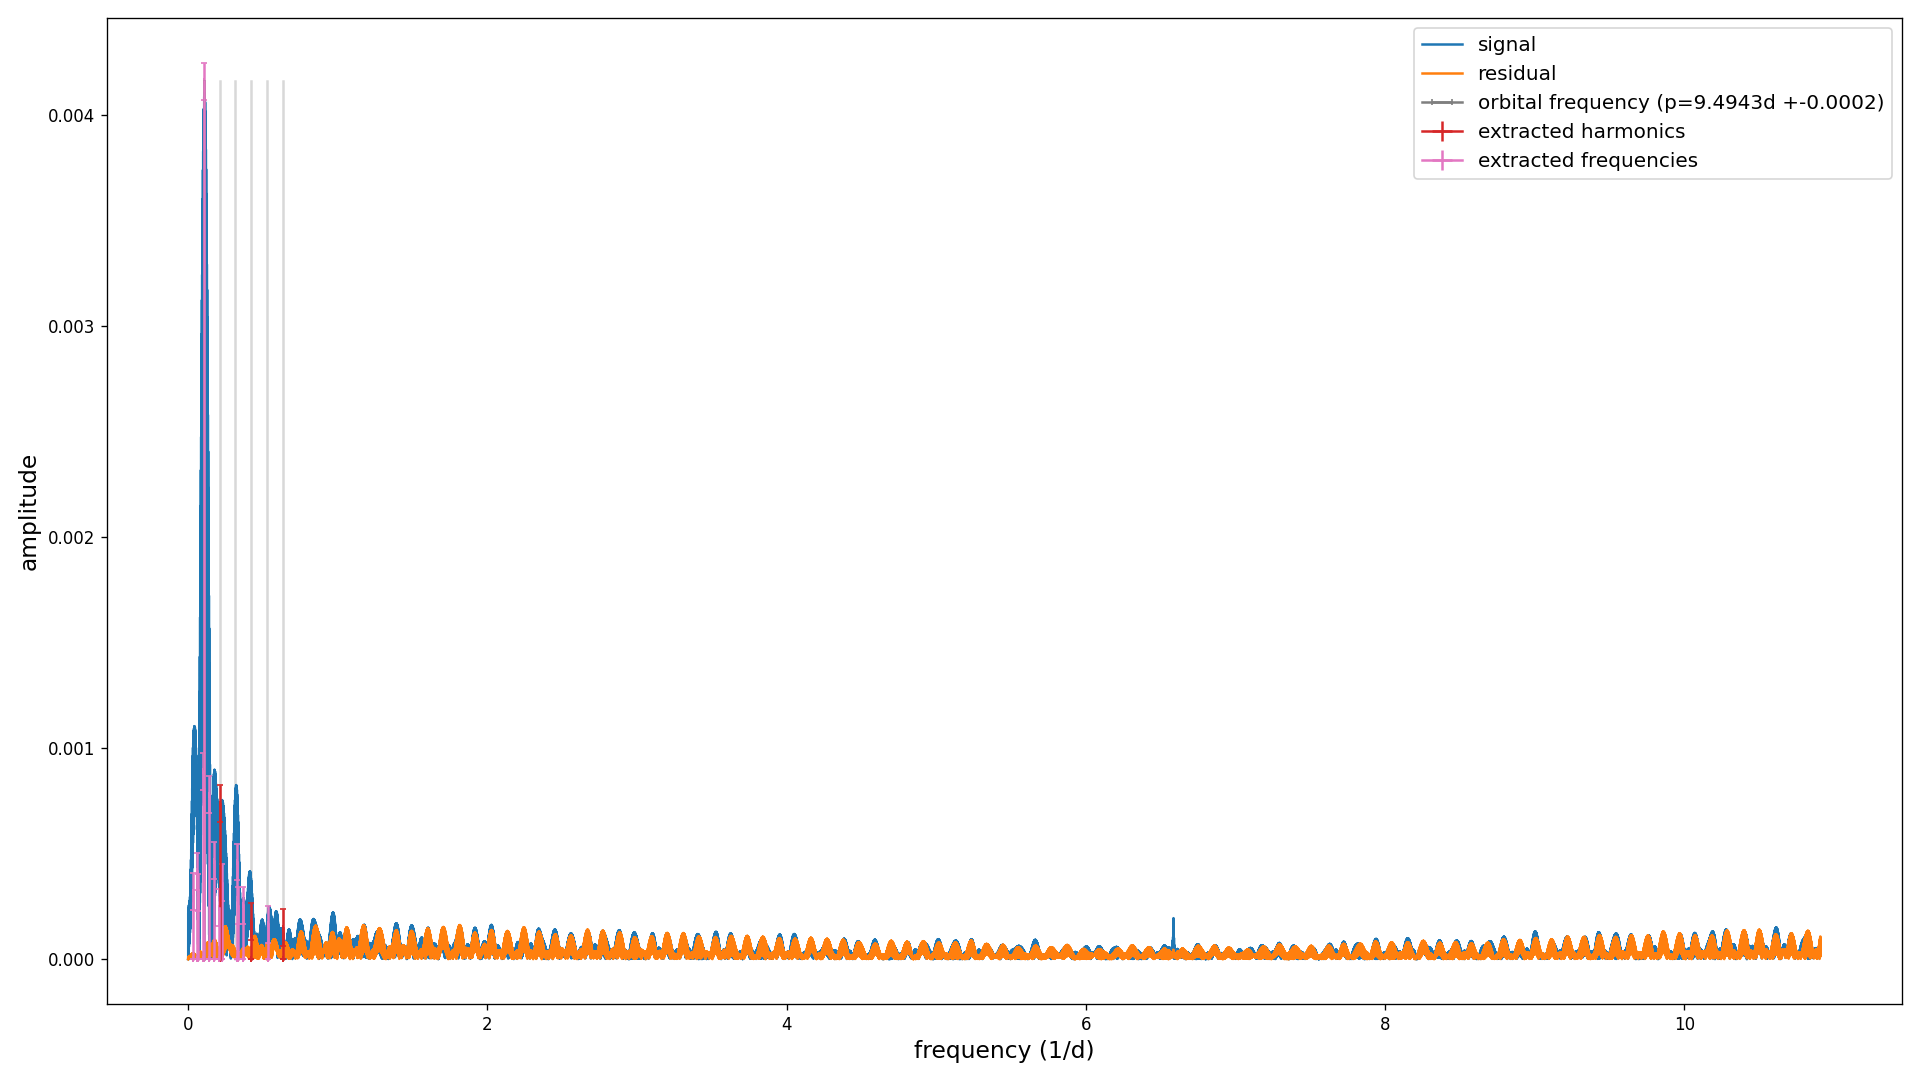 signal
residual
orbital frequency (p=9.4943d +-0.0002)
extracted harmonics
extracted frequencies
0.004
0.003
0.002
0.001
0.000
amplitude
0 2 4 6 8 10
frequency (1/d)